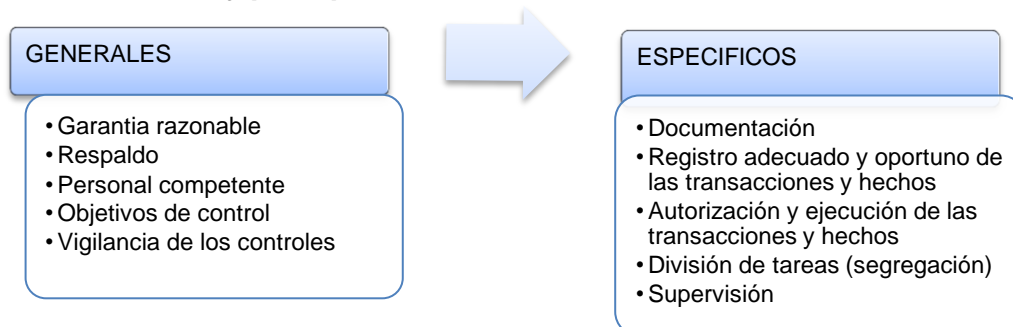 GENERALES
• Garantia razonable
• Respaldo
• Personal competente
• Objetivos de control
• Vigilancia de los controles
ESPECIFICOS
• Documentación
• Registro adecuado y oportuno de
las transacciones y hechos
• Autorización y ejecución de las
transacciones y hechos
• División de tareas (segregación)
• Supervisión